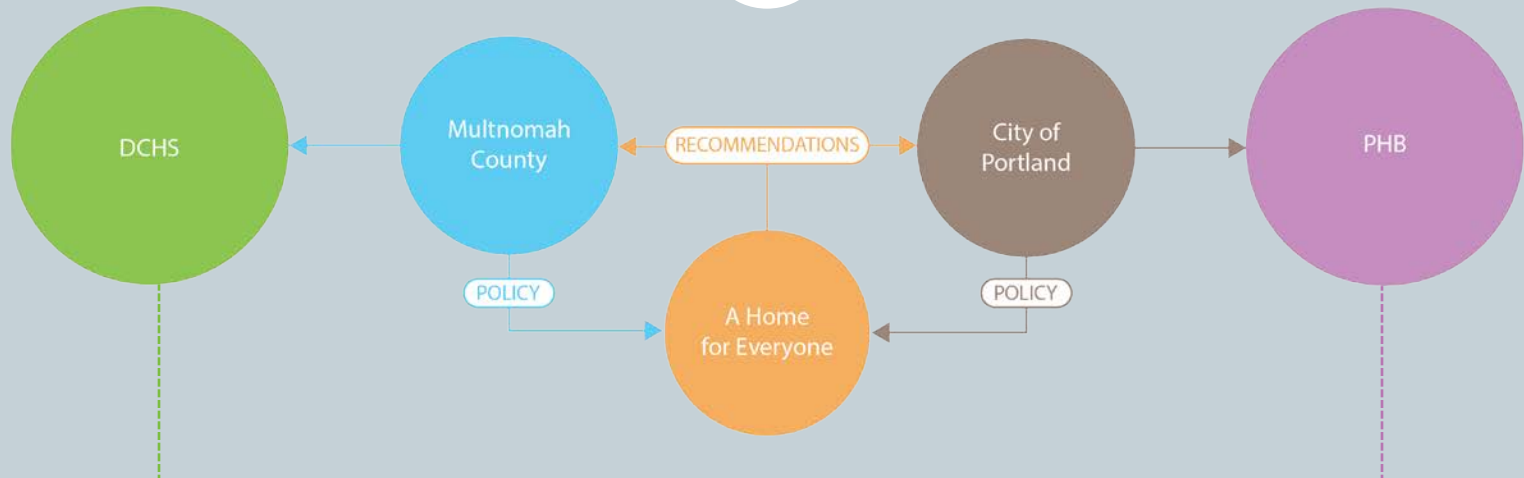 DCHS
Multnomah
County
RECOMMENDATIONS
City of
Portland
PHB
POLICY
POLICY
A Home
for Everyone